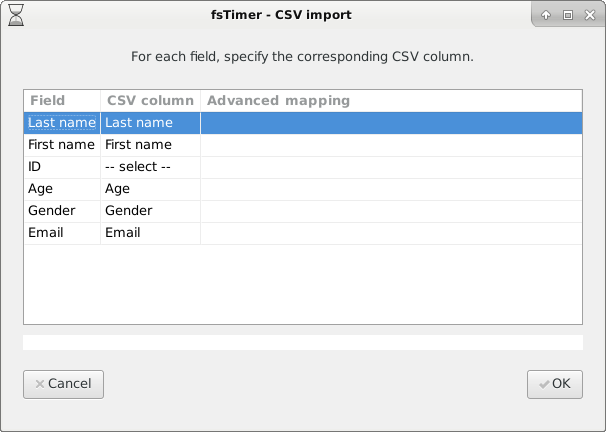 fsTimer - CSV import
For each field, specify the corresponding CSV column.
Field CSV column Advanced mapping
Last name Last name
First name First name
ID -- select --
Age Age
Gender Gender
Email Email
Cancel OK